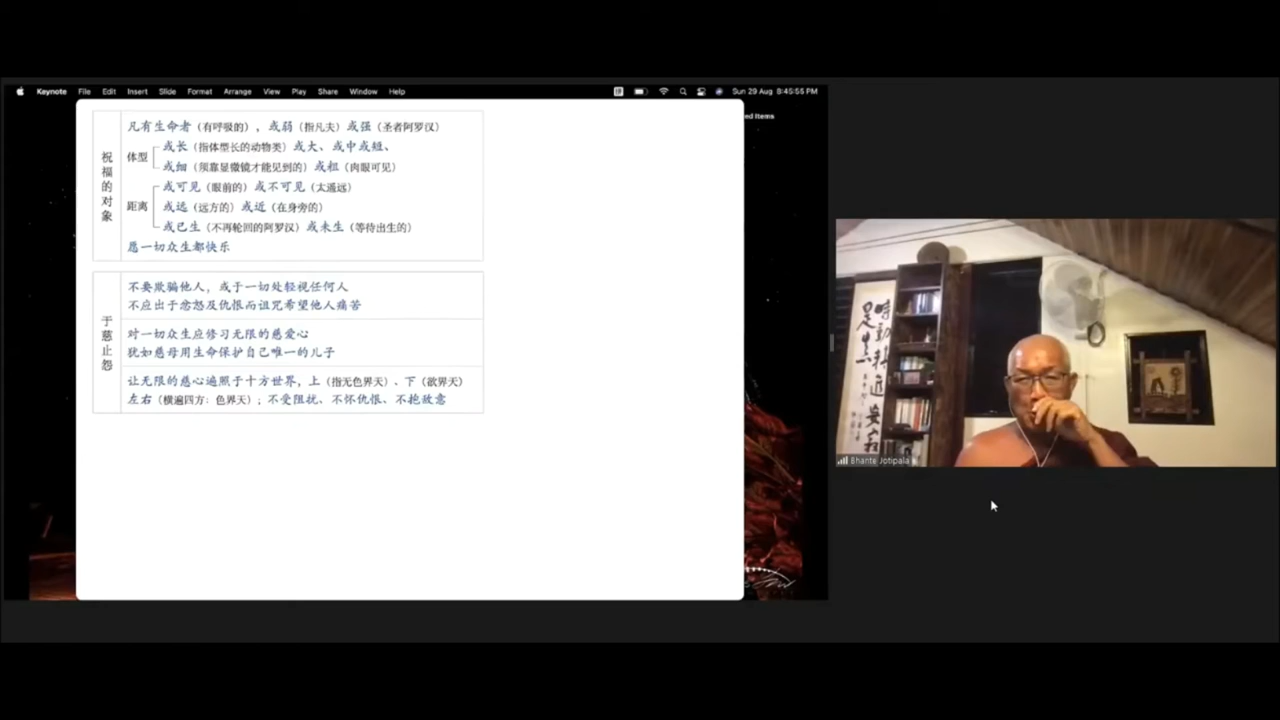 Keynote File Edit Insert Slide Format Arrange View Play Share Window Help
Sun 29 Aug 8:45:55 PM
ed Items
祝福的对象
凡有生命者（有呼吸的），或弱（指凡夫）或强（圣者阿罗汉）
体型
或长（指体型长的动物类）或大、或中或短、
或细（须靠显微镜才能见到的）或粗（肉眼可见）
距离
或可见（眼前的）或不可见（太遥远）
或远（远方的）或近（在身旁的）
或已生（不再轮回的阿罗汉）或未生（等待出生的）
愿一切众生都快乐
于慈止怨
不要欺骗他人，或于一切处轻视任何人
不应出于忿怒及仇恨而诅咒希望他人痛苦
对一切众生应修习无限的慈爱心
犹如慈母用生命保护自己唯一的儿子
让无限的慈心遍照于十方世界，上（指无色界天）、下（欲界天）
左右（横遍四方：色界天）；不受阻扰、不怀仇恨、不抱敌意
Bhante Jotipala